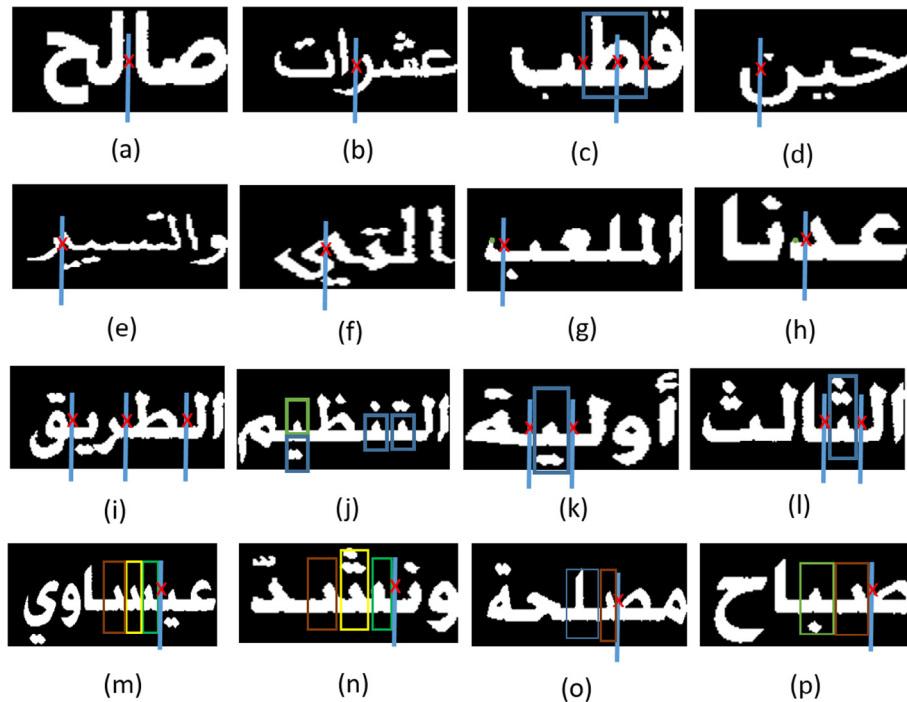 صالح عشرات قطب حين
(a) (b) (c) (d)
والتسيير التي الملعب عدنا
(e) (f) (g) (h)
الطريق التنظيم أولية الثالث
(i) (j) (k) (l)
عيساوي مصلحة صباح
(m) (n) (o) (p)